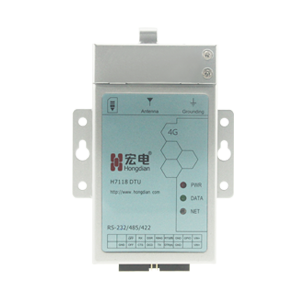 Antenna
Grounding
4G
宏电
Hongdian
H7118 DTU
http://www.hongdian.com
PWR
DATA
NET
RS-232/485/422